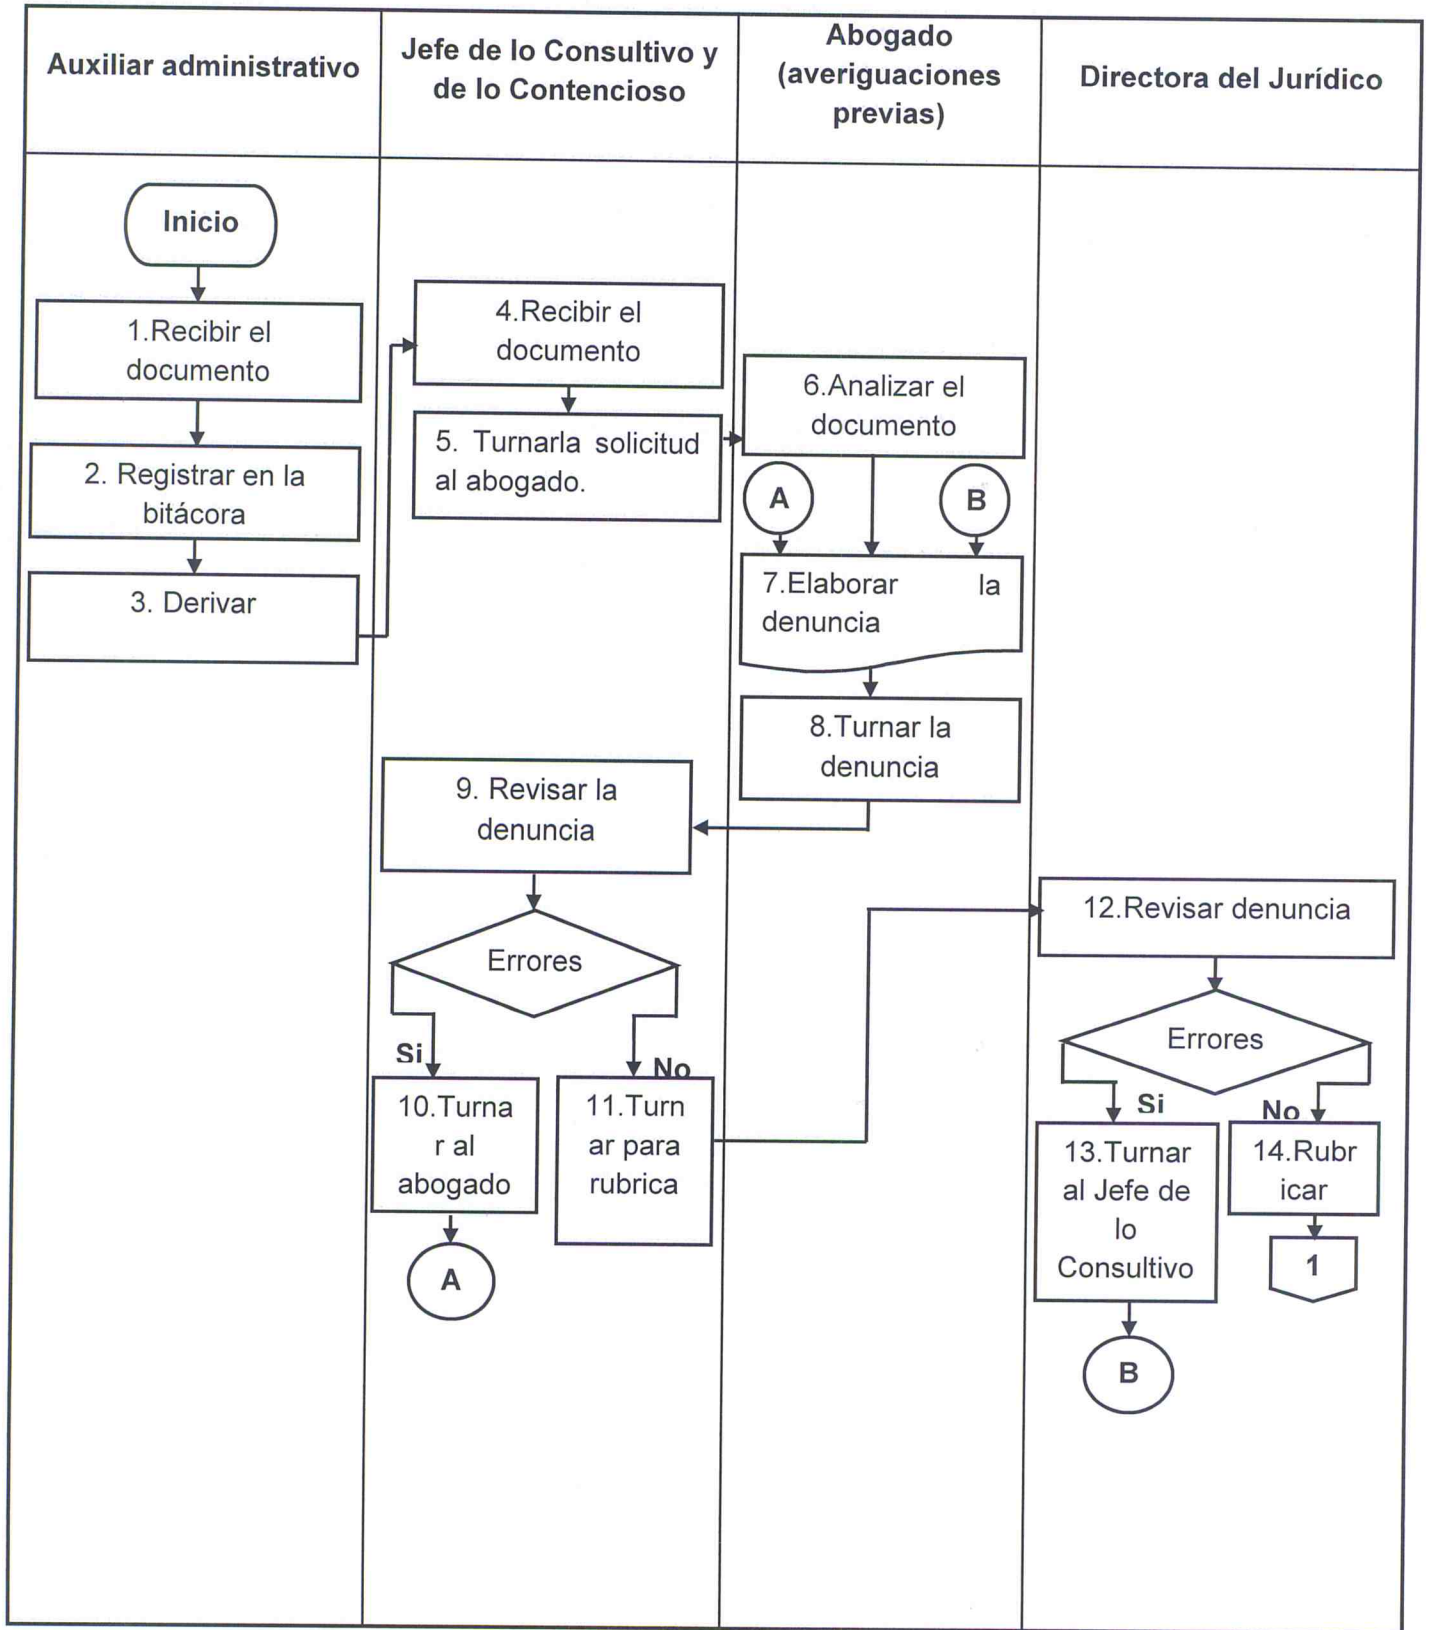 Auxiliar administrativo
Jefe de lo Consultivo y
de lo Contencioso
Abogado
(averiguaciones
previas)
Directora del Jurídico
Inicio
1.Recibir el
documento
2. Registrar en la
bitácora
3. Derivar
4.Recibir el
documento
5. Turnarla solicitud
al abogado.
6.Analizar el
documento
A
B
7.Elaborar la
denuncia
8.Turnar la
denuncia
9. Revisar la
denuncia
Errores
Si
No
10.Turna
r al
abogado
A
11.Turn
ar para
rubrica
12.Revisar denuncia
Errores
Si
No
13.Turnar
al Jefe de
lo
Consultivo
B
14.Rubr
icar
1